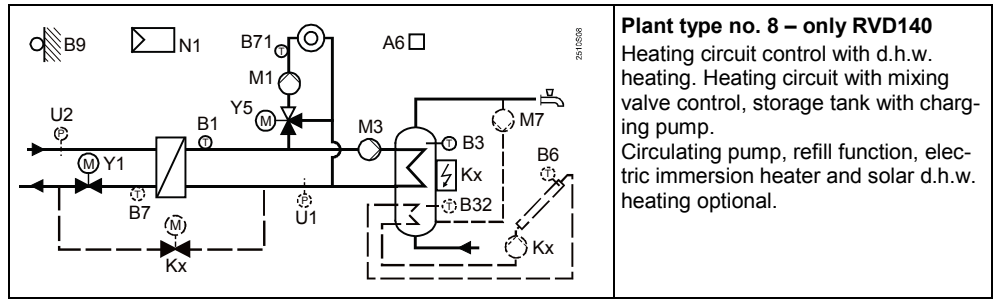 B9
N1
B71
T
A6
2510S08
M1
U2
P
Y5
M
B1
T
M3
M7
T
B3
M
Y1
B6
T
Kx
T
B7
P
U1
T
B32
M
Kx
Kx
Plant type no. 8 – only RVD140
Heating circuit control with d.h.w.
heating. Heating circuit with mixing
valve control, storage tank with charg-
ing pump.
Circulating pump, refill function, elec-
tric immersion heater and solar d.h.w.
heating optional.